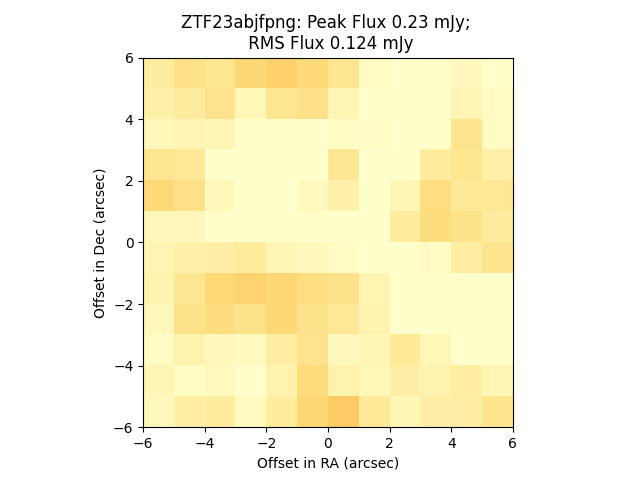 ZTF23abjfpng: Peak Flux 0.23 mJy;
RMS Flux 0.124 mJy
6
4
2
0
−2
−4
−6
Offset in Dec (arcsec)
−6 −4 −2 0 2 4 6
Offset in RA (arcsec)